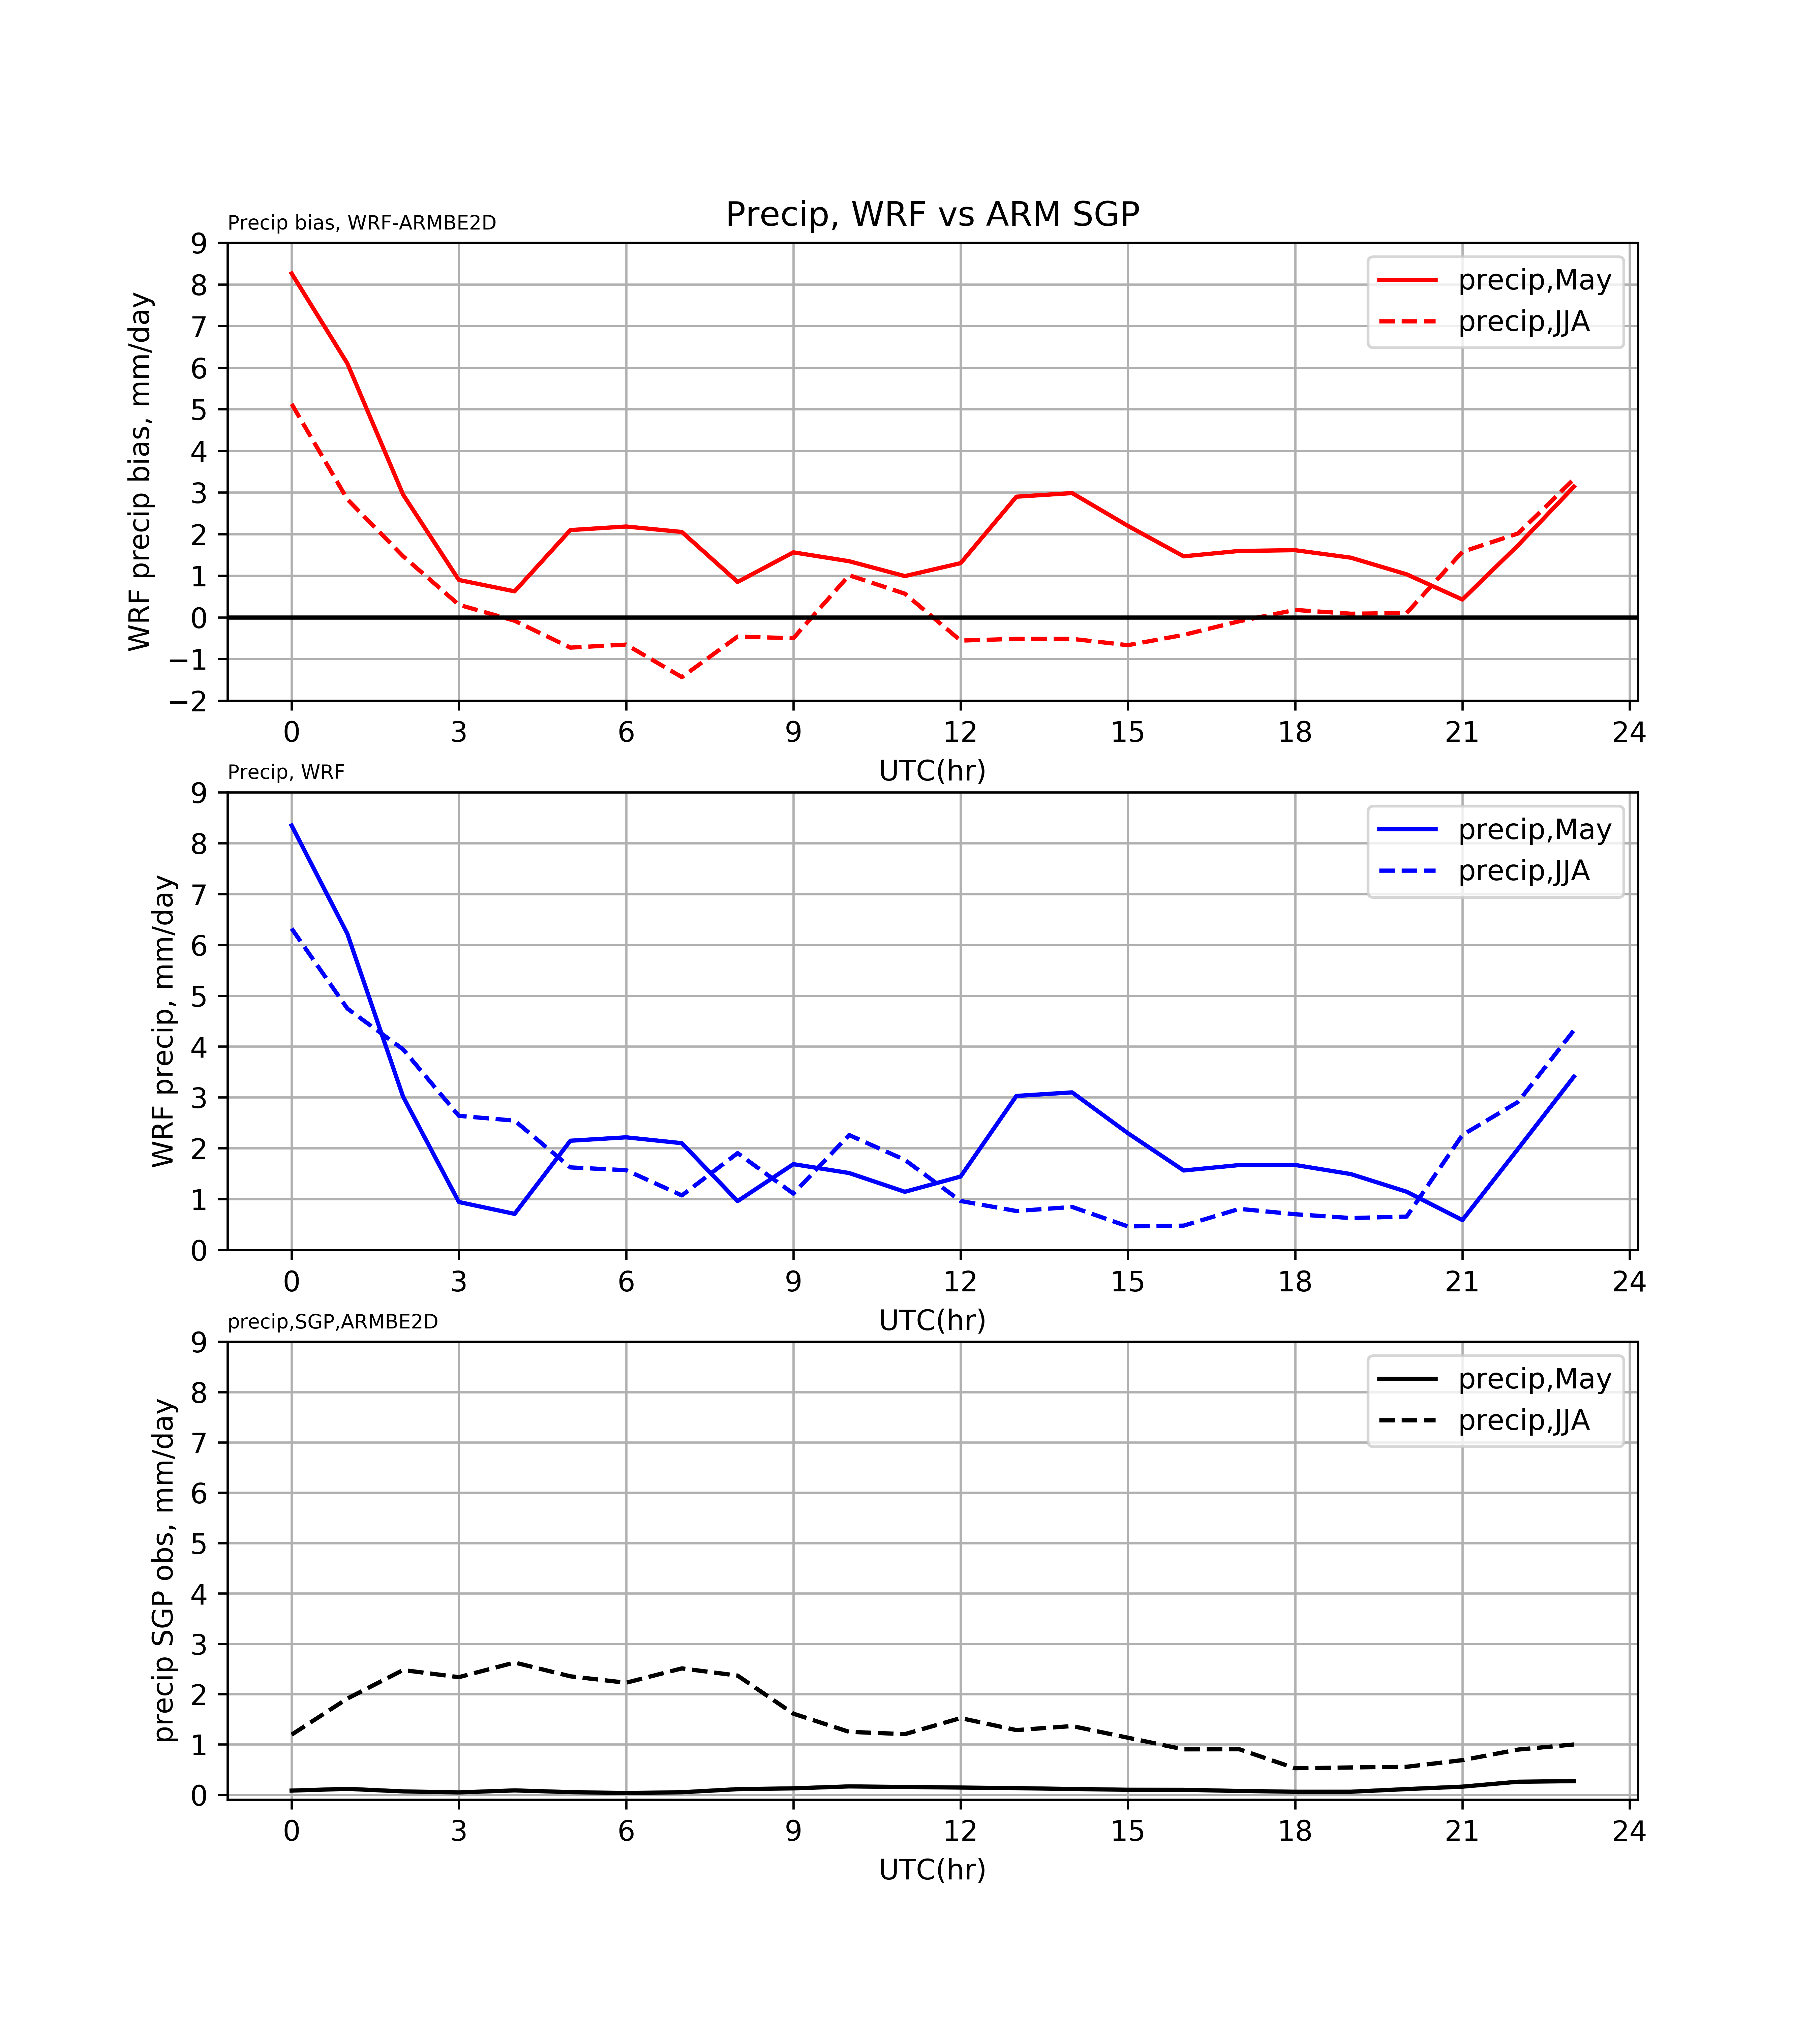 Precip, WRF vs ARM SGP
Precip bias, WRF-ARMBE2D
WRF precip bias, mm/day
9
8
7
6
5
4
3
2
1
0
−1
−2
precip,May
precip,JJA
0 3 6 9 12 15 18 21 24
UTC(hr)
Precip, WRF
WRF precip, mm/day
9
8
7
6
5
4
3
2
1
0
precip,May
precip,JJA
0 3 6 9 12 15 18 21 24
UTC(hr)
precip,SGP,ARMBE2D
precip SGP obs, mm/day
9
8
7
6
5
4
3
2
1
0
precip,May
precip,JJA
0 3 6 9 12 15 18 21 24
UTC(hr)